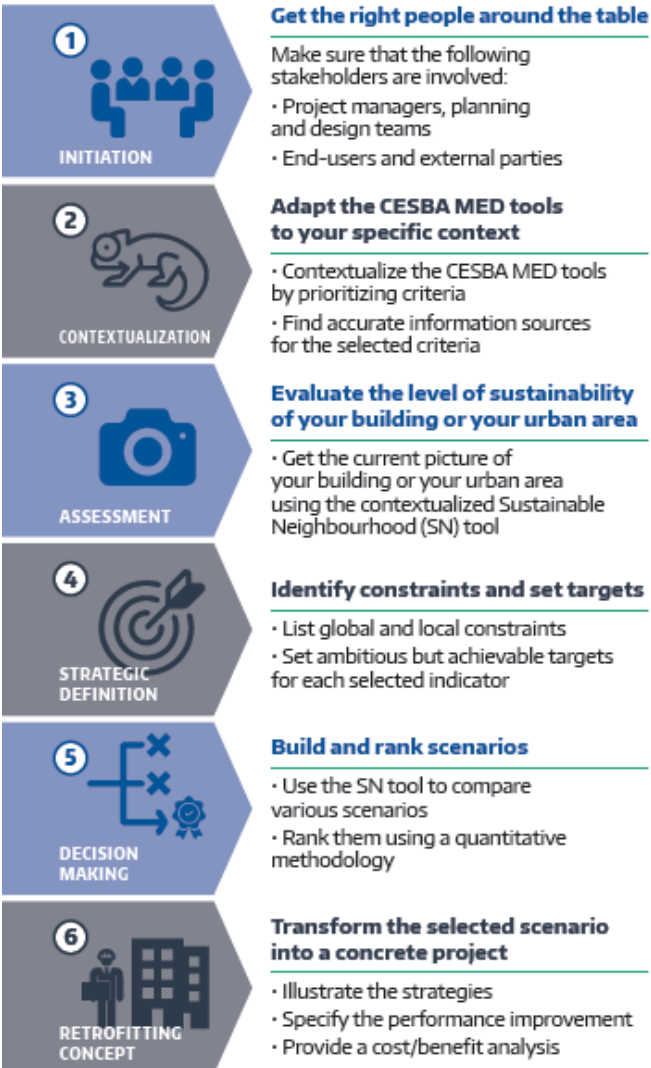 1
INITIATION
Get the right people around the table
Make sure that the following
stakeholders are involved:
· Project managers, planning
and design teams
· End-users and external parties
2
CONTEXTUALIZATION
Adapt the CESBA MED tools
to your specific context
· Contextualize the CESBA MED tools
by prioritizing criteria
· Find accurate information sources
for the selected criteria
3
ASSESSMENT
Evaluate the level of sustainability
of your building or your urban area
· Get the current picture of
your building or your urban area
using the contextualized Sustainable
Neighbourhood (SN) tool
4
STRATEGIC
DEFINITION
Identify constraints and set targets
· List global and local constraints
· Set ambitious but achievable targets
for each selected indicator
5
DECISION
MAKING
Build and rank scenarios
· Use the SN tool to compare
various scenarios
· Rank them using a quantitative
methodology
6
RETROFITTING
CONCEPT
Transform the selected scenario
into a concrete project
· Illustrate the strategies
· Specify the performance improvement
· Provide a cost/benefit analysis